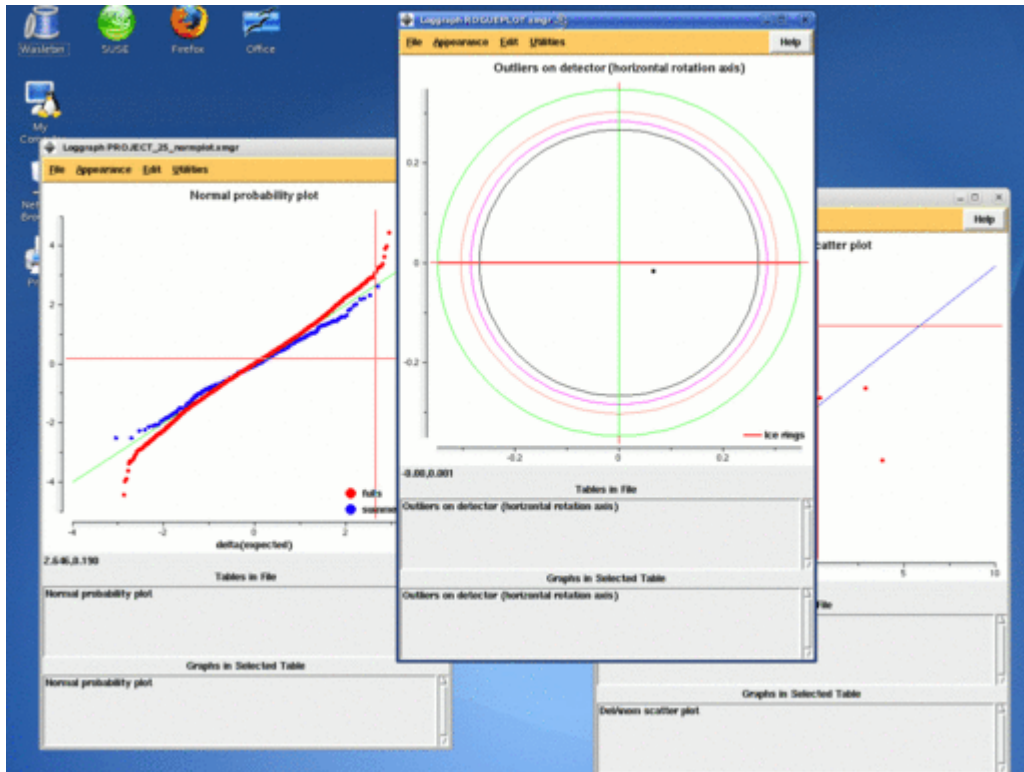 Wastebin
SUSE
Firefox
Office
My
Loggraph ROGUEPLOT.xmgr
File Appearance Edit Utilities
Help
Outliers on detector (horizontal rotation axis)
0.2
0
-0.2
-0.2
0
0.2
Ice rings
-0.00,0.001
Tables in File
Outliers on detector (horizontal rotation axis)
Graphs in Selected Table
Outliers on detector (horizontal rotation axis)
Loggraph PROJECT_25_normplot.xmgr
File Appearance Edit Utilities
Normal probability plot
4
2
0
-2
-4
-4
0
2
fulls
delta(expected)
2.646,0.190
Tables in File
Normal probability plot
Graphs in Selected Table
Normal probability plot
Help
catter plot
5
10
File
Graphs in Selected Table
DelAnom scatter plot